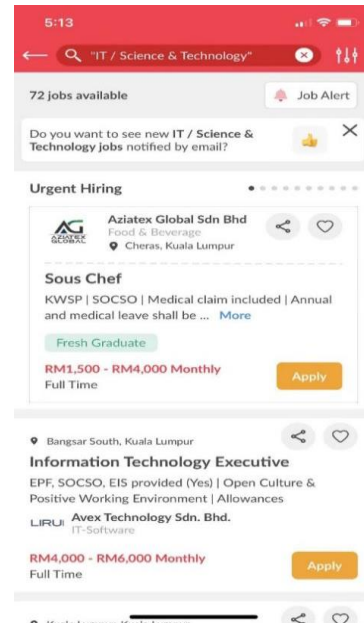 5:13
"IT / Science & Technology"
72 jobs available
Job Alert
Do you want to see new IT / Science &
Technology jobs notified by email?
Urgent Hiring
AZIATEX
GLOBAL
Aziatex Global Sdn Bhd
Food & Beverage
Cheras, Kuala Lumpur
Sous Chef
KWSP | SOCSO | Medical claim included | Annual
and medical leave shall be ... More
Fresh Graduate
RM1,500 - RM4,000 Monthly
Full Time
Apply
Bangsar South, Kuala Lumpur
Information Technology Executive
EPF, SOCSO, EIS provided (Yes) | Open Culture &
Positive Working Environment | Allowances
LIRU
Avex Technology Sdn. Bhd.
IT-Software
RM4,000 - RM6,000 Monthly
Full Time
Apply